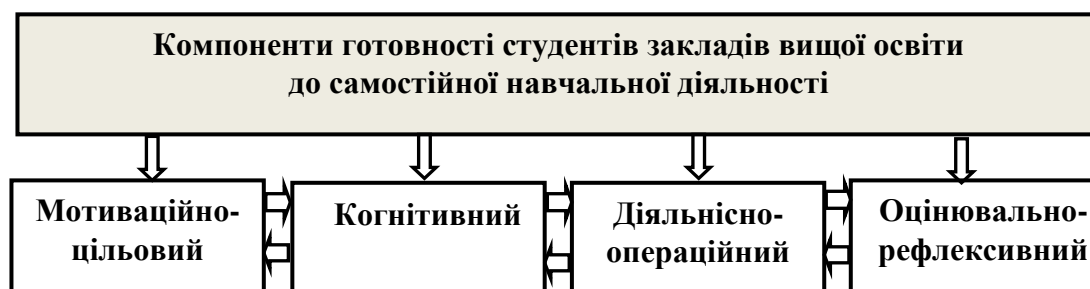 Компоненти готовності студентів закладів вищої освіти
до самостійної навчальної діяльності
Мотиваційно-
цільовий
Когнітивний
Діяльнісно-
операційний
Оцінювально-
рефлексивний